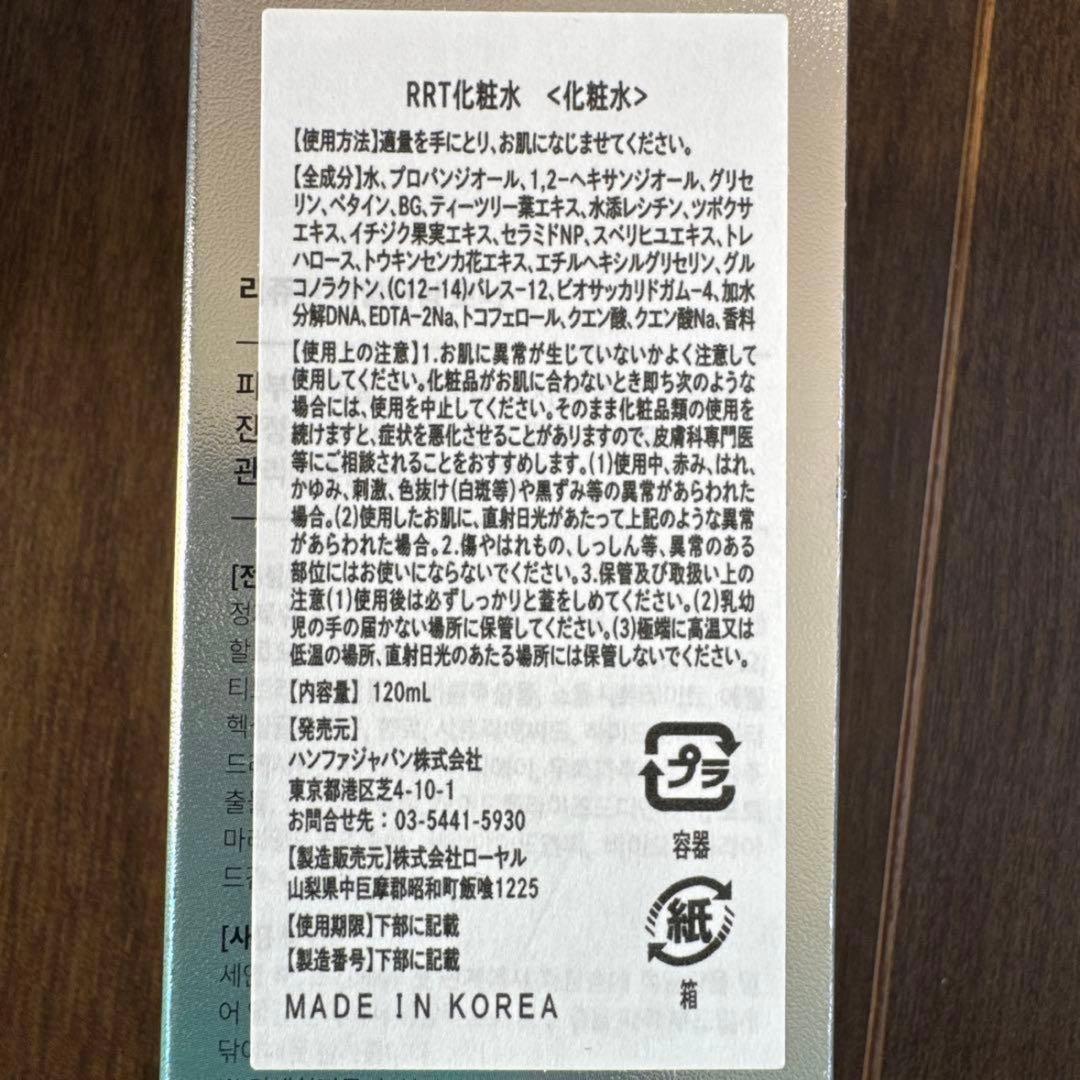 RRT化粧水 <化粧水>
【使用方法】適量を手にとり、お肌になじませてください。
【全成分】水、プロパンジオール、1,2-ヘキサンジオール、グリセ
リン、ベタイン、BG、ティーツリー葉エキス、水添レシチン、ツボクサ
エキス、イチジク果実エキス、セラミドNP、スベリヒユエキス、トレ
ハロース、トウキンセンカ花エキス、エチルヘキシルグリセリン、グル
コノラクトン、(C12-14)パレス-12、ビオサッカリドガム-4、加水
分解DNA、EDTA-2Na、トコフェロール、クエン酸、クエン酸Na、香料
【使用上の注意】1.お肌に異常が生じていないかよく注意して
使用してください。化粧品がお肌に合わないとき即ち次のような
場合には、使用を中止してください。そのまま化粧品類の使用を
続けますと、症状を悪化させることがありますので、皮膚科専門医
等にご相談されることをおすすめします。(1)使用中、赤み、はれ、
かゆみ、刺激、色抜け(白斑等)や黒ずみ等の異常があらわれた
場合。(2)使用したお肌に、直射日光があたって上記のような異常
があらわれた場合。2.傷やはれもの、しっしん等、異常のある
部位にはお使いにならないでください。3.保管及び取扱い上の
注意(1)使用後は必ずしっかりと蓋をしめてください。(2)乳幼
児の手の届かない場所に保管してください。(3)極端に高温又は
低温の場所、直射日光のあたる場所には保管しないでください。
【内容量】 120mL
【発売元】
ハンファジャパン株式会社
東京都港区芝4-10-1
お問合せ先：03-5441-5930
【製造販売元】株式会社ローヤル
山梨県中巨摩郡昭和町飯喰1225
【使用期限】下部に記載
【製造番号】下部に記載
MADE IN KOREA
プラ
容器
紙
箱